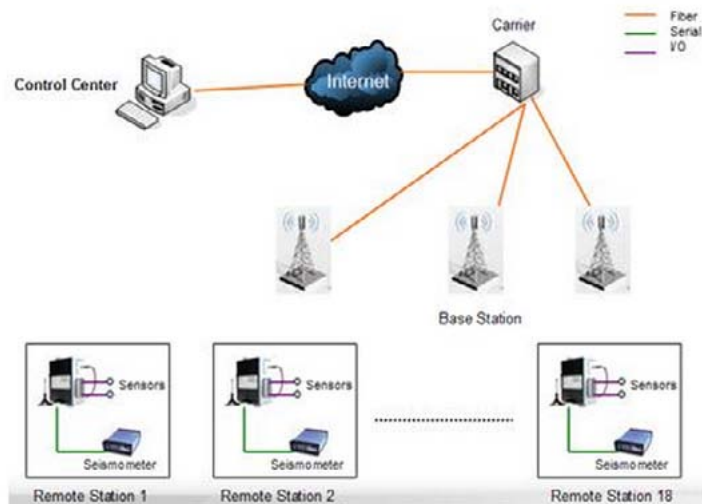 Carrier
Fiber
Serial
I/O
Control Center
Internet
Base Station
Sensors
Sensors
Sensors
Seismometer
Seismometer
Seismometer
Remote Station 1
Remote Station 2
Remote Station 18